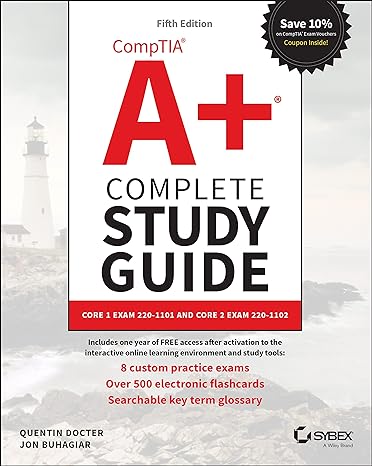 Fifth Edition
Save 10%
on CompTIA® Exam Vouchers
Coupon Inside!
CompTIA®
A+®
COMPLETE
STUDY
GUIDE
CORE 1 EXAM 220-1101 AND CORE 2 EXAM 220-1102
Includes one year of FREE access after activation to the
interactive online learning environment and study tools:
8 custom practice exams
Over 500 electronic flashcards
Searchable key term glossary
QUENTIN DOCTER
JON BUHAGIAR
SYBEX
A Wiley Brand